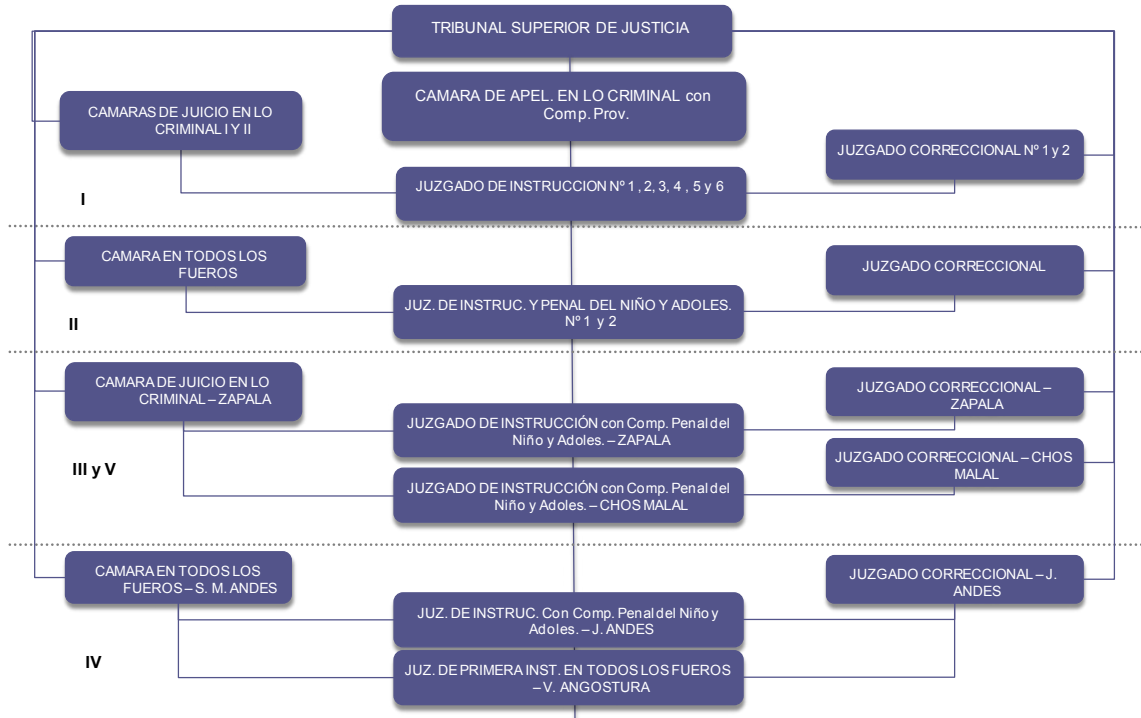 TRIBUNAL SUPERIOR DE JUSTICIA
CAMARA DE APEL. EN LO CRIMINAL con
Comp. Prov.
CAMARAS DE JUICIO EN LO
CRIMINAL I Y II
JUZGADO CORRECCIONAL Nº 1 y 2
JUZGADO DE INSTRUCCION Nº 1 , 2, 3, 4 , 5 y 6
I
CAMARA EN TODOS LOS
FUEROS
JUZGADO CORRECCIONAL
JUZ. DE INSTRUC. Y PENAL DEL NIÑO Y ADOLES.
Nº 1 y 2
II
CAMARA DE JUICIO EN LO
CRIMINAL – ZAPALA
JUZGADO CORRECCIONAL –
ZAPALA
JUZGADO DE INSTRUCCIÓN con Comp. Penal del
Niño y Adoles. – ZAPALA
JUZGADO CORRECCIONAL – CHOS
MALAL
III y V
JUZGADO DE INSTRUCCIÓN con Comp. Penal del
Niño y Adoles. – CHOS MALAL
CAMARA EN TODOS LOS
FUEROS – S. M. ANDES
JUZGADO CORRECCIONAL – J.
ANDES
JUZ. DE INSTRUC. Con Comp. Penal del Niño y
Adoles. – J. ANDES
IV
JUZ. DE PRIMERA INST. EN TODOS LOS FUEROS
– V. ANGOSTURA